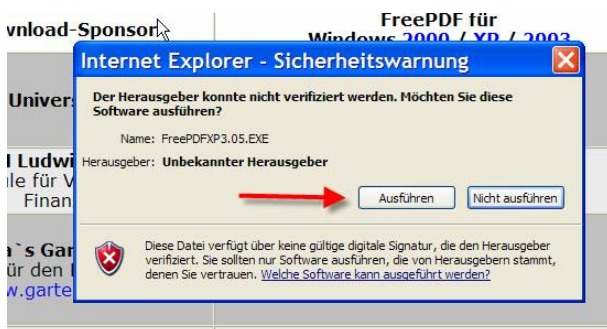 wnload-Sponsor
FreePDF für
Windows 2000 / XP / 2003
Internet Explorer - Sicherheitswarnung
Der Herausgeber konnte nicht verifiziert werden. Möchten Sie diese
Software ausführen?
Name: FreePDFXP3.05.EXE
Herausgeber: Unbekannter Herausgeber
Ausführen
Nicht ausführen
Diese Datei verfügt über keine gültige digitale Signatur, die den Herausgeber
verifiziert. Sie sollten nur Software ausführen, die von Herausgebern stammt,
denen Sie vertrauen. Welche Software kann ausgeführt werden?
Univer
Ludwi
le für V
Finan
a`s Gar
ür den
w.garte